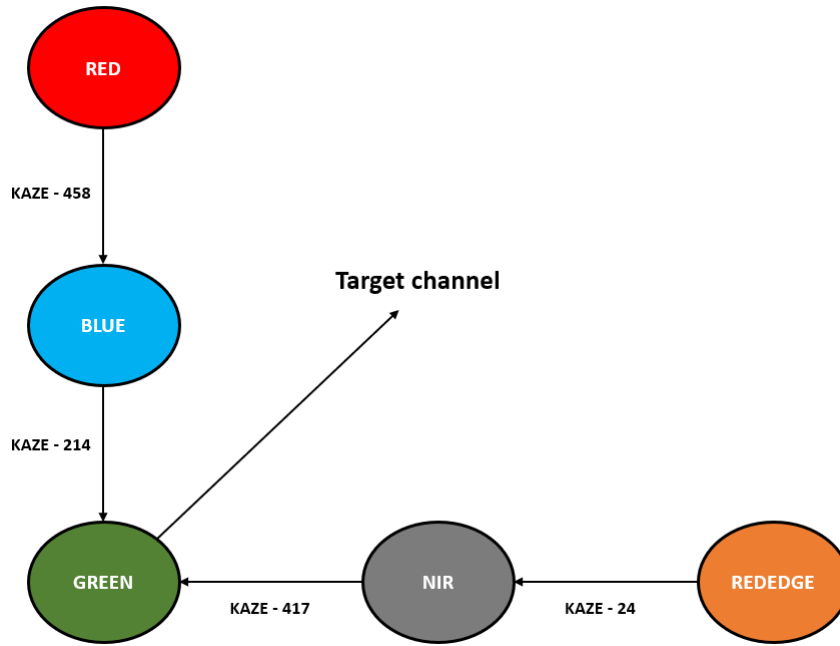 RED
KAZE - 458
Target channel
BLUE
KAZE - 214
GREEN
NIR
REDEDGE
KAZE - 417
KAZE - 24